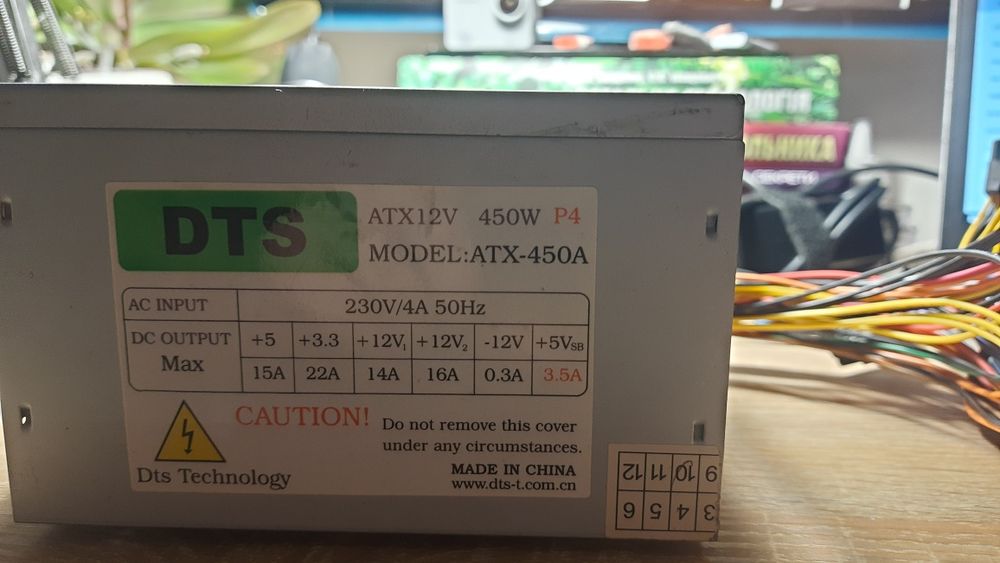 DTS
ATX12V 450W P4
MODEL:ATX-450A
AC INPUT 230V/4A 50Hz
DC OUTPUT +5 +3.3 +12V1 +12V2 -12V +5VSB
Max 15A 22A 14A 16A 0.3A 3.5A
CAUTION! Do not remove this cover
under any circumstances.
Dts Technology
MADE IN CHINA
www.dts-t.com.cn
12 11 10 9
6 5 4 3